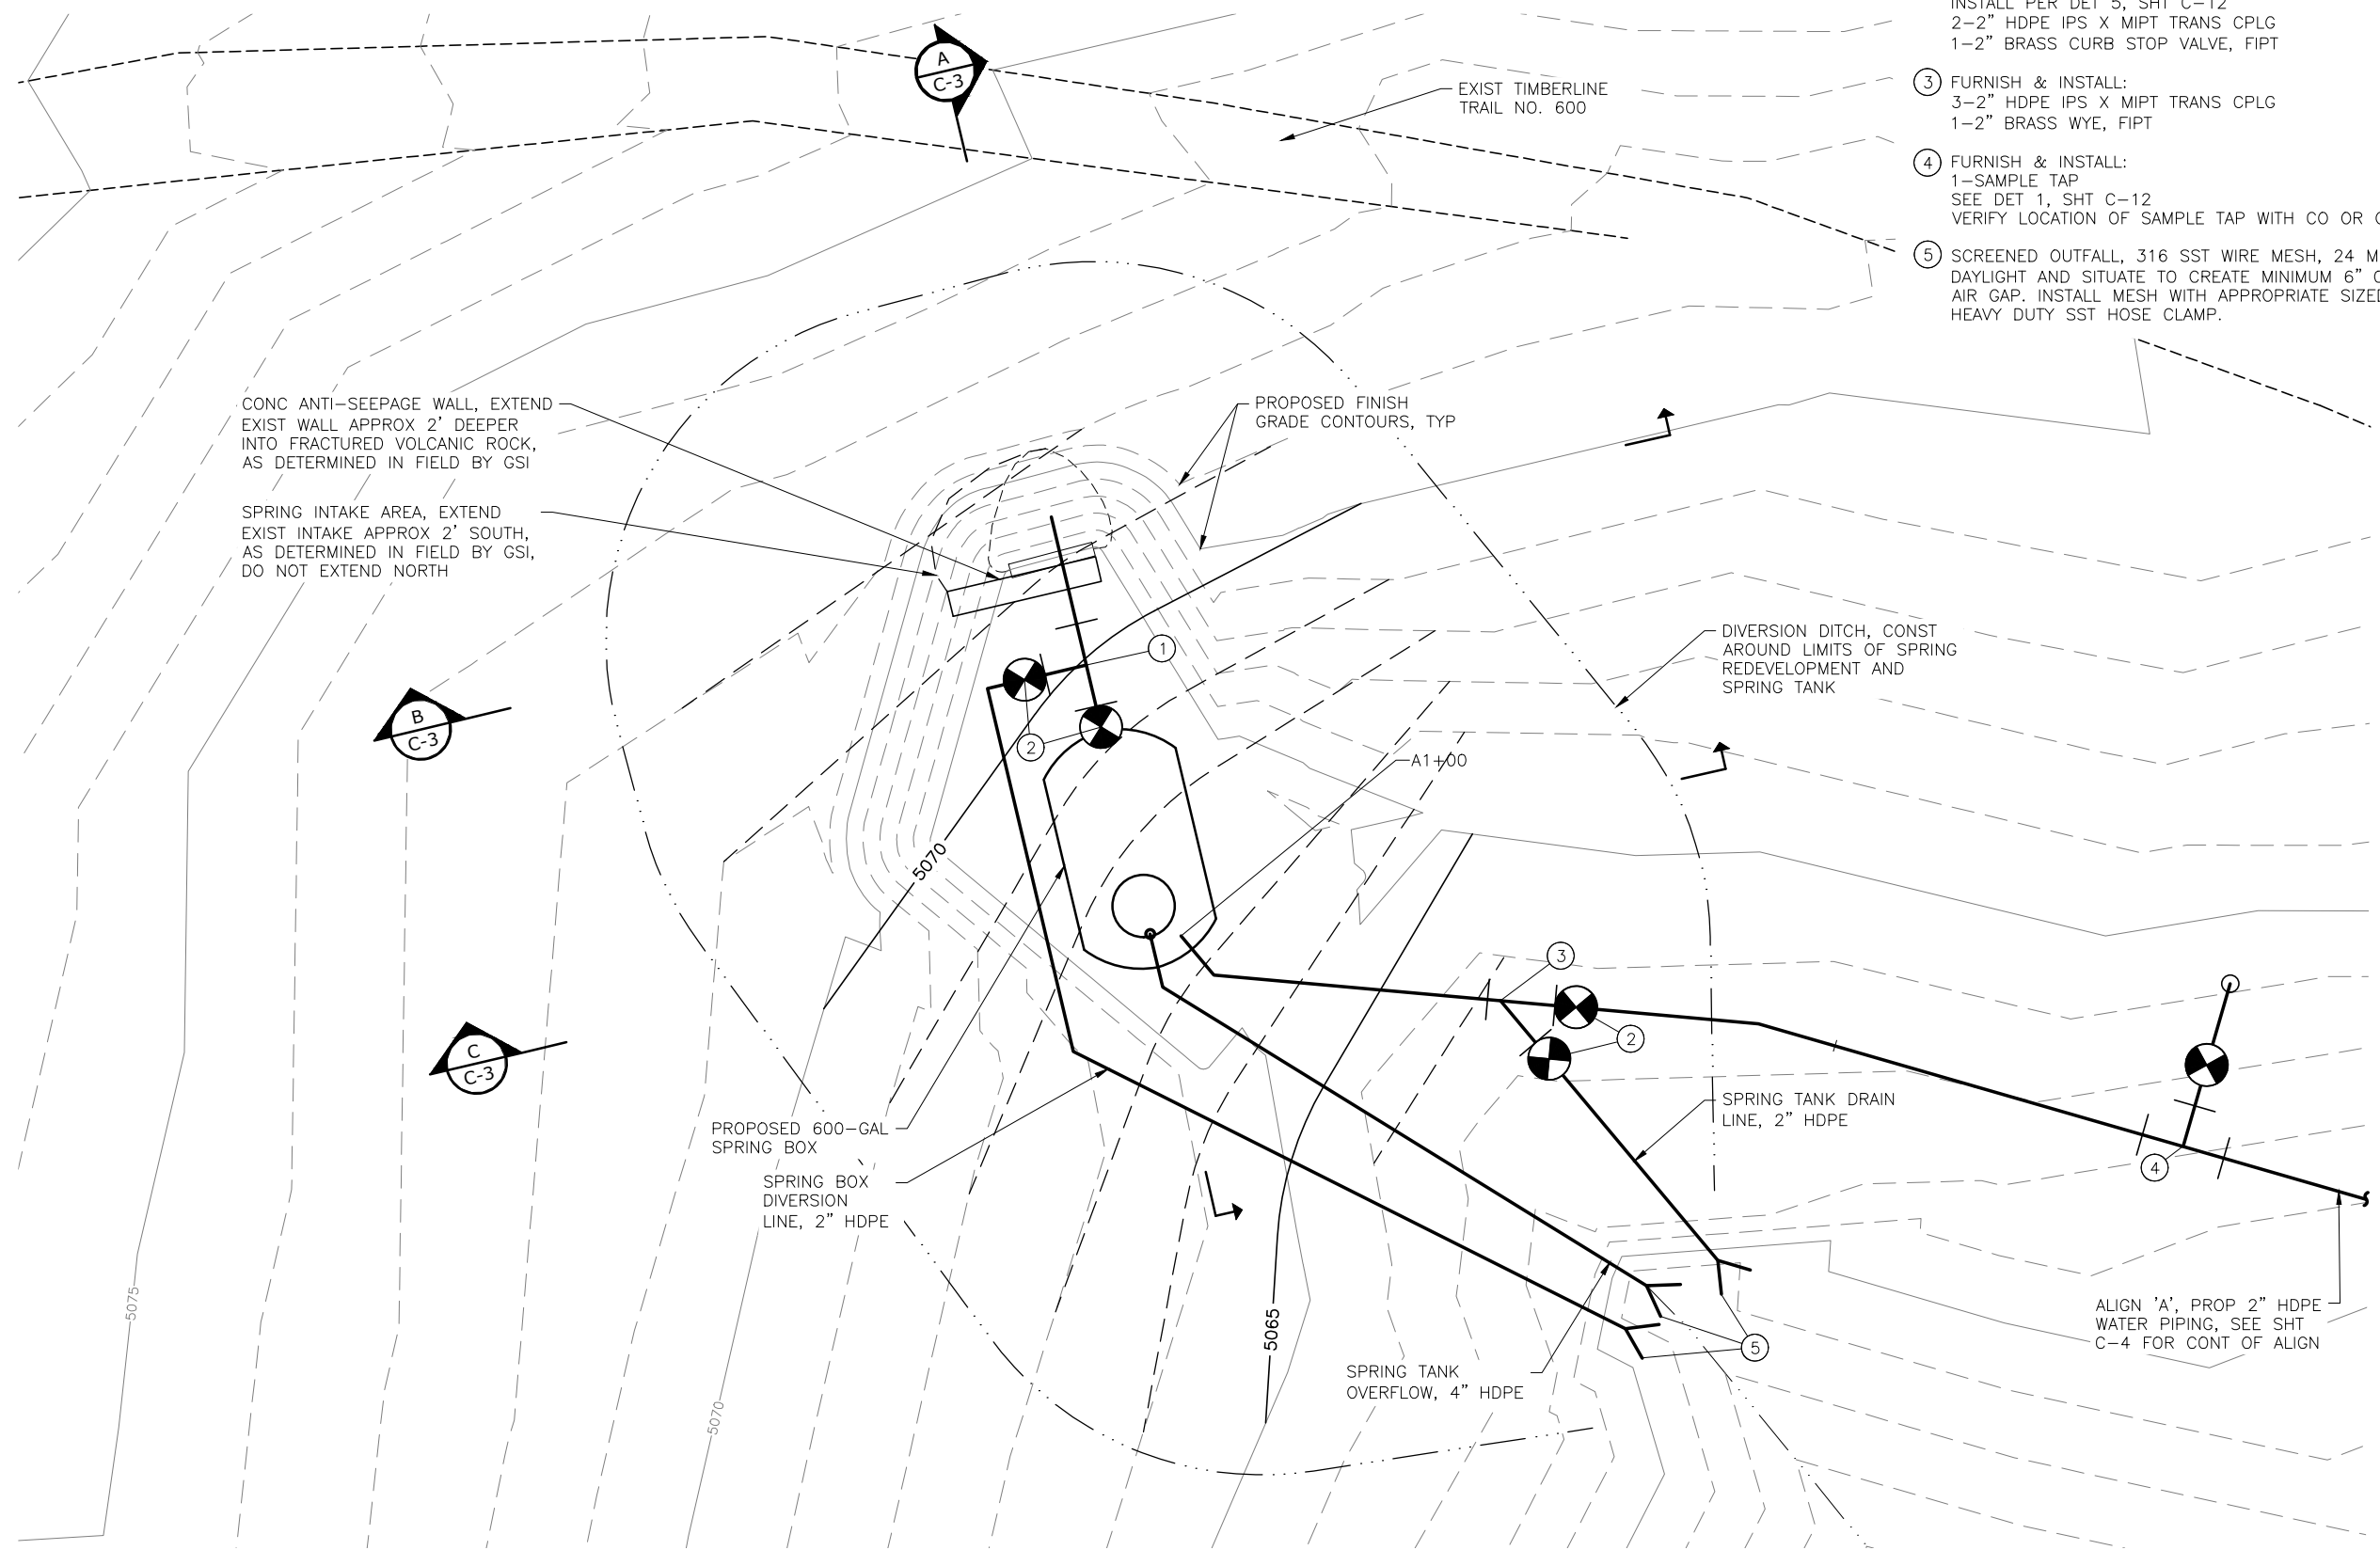 INSTALL PER DET 5, SHT C-12
2-2" HDPE IPS X MIPT TRANS CPLG
1-2" BRASS CURB STOP VALVE, FIPT
3 FURNISH & INSTALL:
3-2" HDPE IPS X MIPT TRANS CPLG
1-2" BRASS WYE, FIPT
4 FURNISH & INSTALL:
1-SAMPLE TAP
SEE DET 1, SHT C-12
VERIFY LOCATION OF SAMPLE TAP WITH CO OR
5 SCREENED OUTFALL, 316 SST WIRE MESH, 24
DAYLIGHT AND SITUATE TO CREATE MINIMUM 6"
AIR GAP. INSTALL MESH WITH APPROPRIATE SIZED
HEAVY DUTY SST HOSE CLAMP.
A
C-3
EXIST TIMBERLINE
TRAIL NO. 600
CONC ANTI-SEEPAGE WALL, EXTEND
EXIST WALL APPROX 2' DEEPER
INTO FRACTURED VOLCANIC ROCK,
AS DETERMINED IN FIELD BY GSI
SPRING INTAKE AREA, EXTEND
EXIST INTAKE APPROX 2' SOUTH,
AS DETERMINED IN FIELD BY GSI,
DO NOT EXTEND NORTH
PROPOSED FINISH
GRADE CONTOURS, TYP
DIVERSION DITCH, CONST
AROUND LIMITS OF SPRING
REDEVELOPMENT AND
SPRING TANK
1
2
B
C-3
A1+00
5070
3
2
C
C-3
4
PROPOSED 600-GAL
SPRING BOX
SPRING BOX
DIVERSION
LINE, 2" HDPE
SPRING TANK DRAIN
LINE, 2" HDPE
5075
5070
5065
5
SPRING TANK
OVERFLOW, 4" HDPE
ALIGN 'A', PROP 2" HDPE
WATER PIPING, SEE SHT
C-4 FOR CONT OF ALIGN